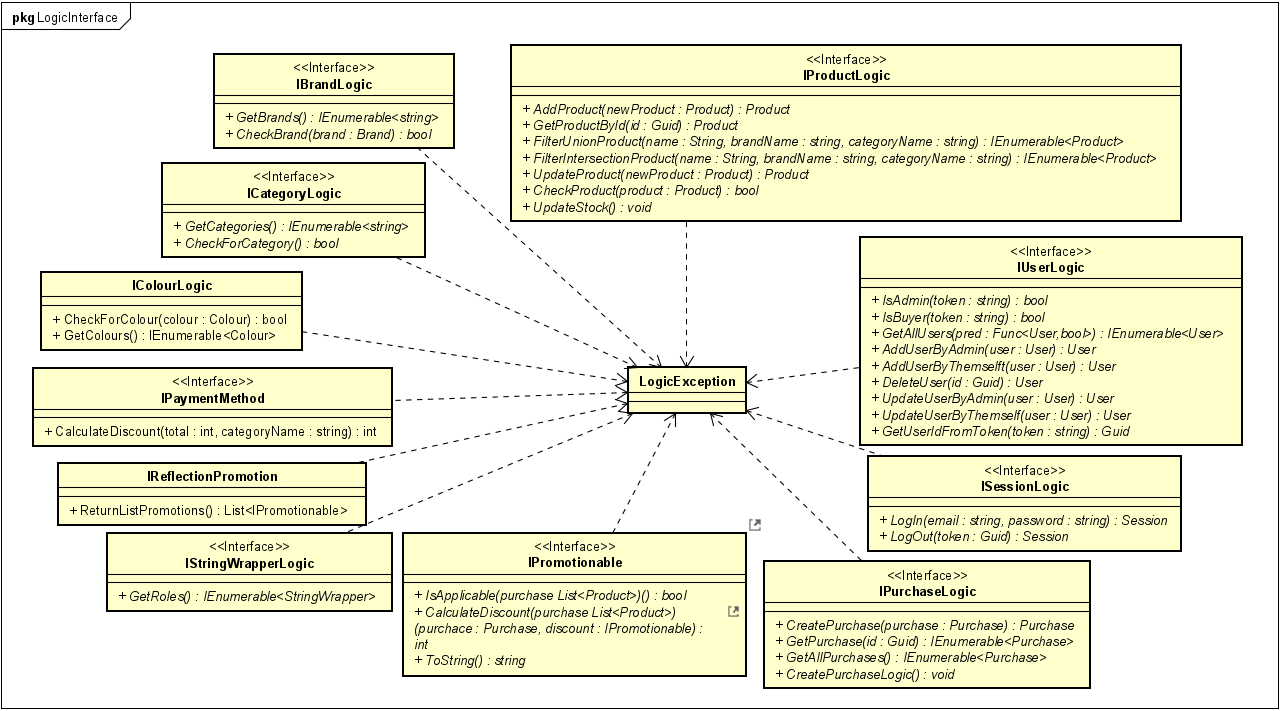 pkg LogicInterface
<<Interface>>
IBrandLogic
+ GetBrands() : IEnumerable<string>
+ CheckBrand(brand : Brand) : bool
<<Interface>>
IProductLogic
+ AddProduct(newProduct : Product) : Product
+ GetProductById(id : Guid) : Product
+ FilterUnionProduct(name : String, brandName : string, categoryName : string) : IEnumerable<Product>
+ FilterIntersectionProduct(name : String, brandName : string, categoryName : string) : IEnumerable<Product>
+ UpdateProduct(newProduct : Product) : Product
+ CheckProduct(product : Product) : bool
+ UpdateStock() : void
<<Interface>>
ICategoryLogic
+ GetCategories() : IEnumerable<string>
+ CheckForCategory() : bool
<<Interface>>
IUserLogic
+ IsAdmin(token : string) : bool
+ IsBuyer(token : string) : bool
+ GetAllUsers(pred : Func<User,bool>) : IEnumerable<User>
+ AddUserByAdmin(user : User) : User
+ AddUserByThemselft(user : User) : User
+ DeleteUser(id : Guid) : User
+ UpdateUserByAdmin(user : User) : User
+ UpdateUserByThemself(user : User) : User
+ GetUserIdFromToken(token : string) : Guid
IColourLogic
+ CheckForColour(colour : Colour) : bool
+ GetColours() : IEnumerable<Colour>
LogicException
<<Interface>>
IPaymentMethod
+ CalculateDiscount(total : int, categoryName : string) : int
IReflectionPromotion
+ ReturnListPromotions() : List<IPromotionable>
<<Interface>>
ISessionLogic
+ LogIn(email : string, password : string) : Session
+ LogOut(token : Guid) : Session
<<Interface>>
IStringWrapperLogic
+ GetRoles() : IEnumerable<StringWrapper>
<<Interface>>
IPromotionable
+ IsApplicable(purchase List<Product>)() : bool
+ CalculateDiscount(purchase List<Product>)
(purchace : Purchase, discount : IPromotionable) :
int
+ ToString() : string
<<Interface>>
IPurchaseLogic
+ CreatePurchase(purchase : Purchase) : Purchase
+ GetPurchase(id : Guid) : IEnumerable<Purchase>
+ GetAllPurchases() : IEnumerable<Purchase>
+ CreatePurchaseLogic() : void